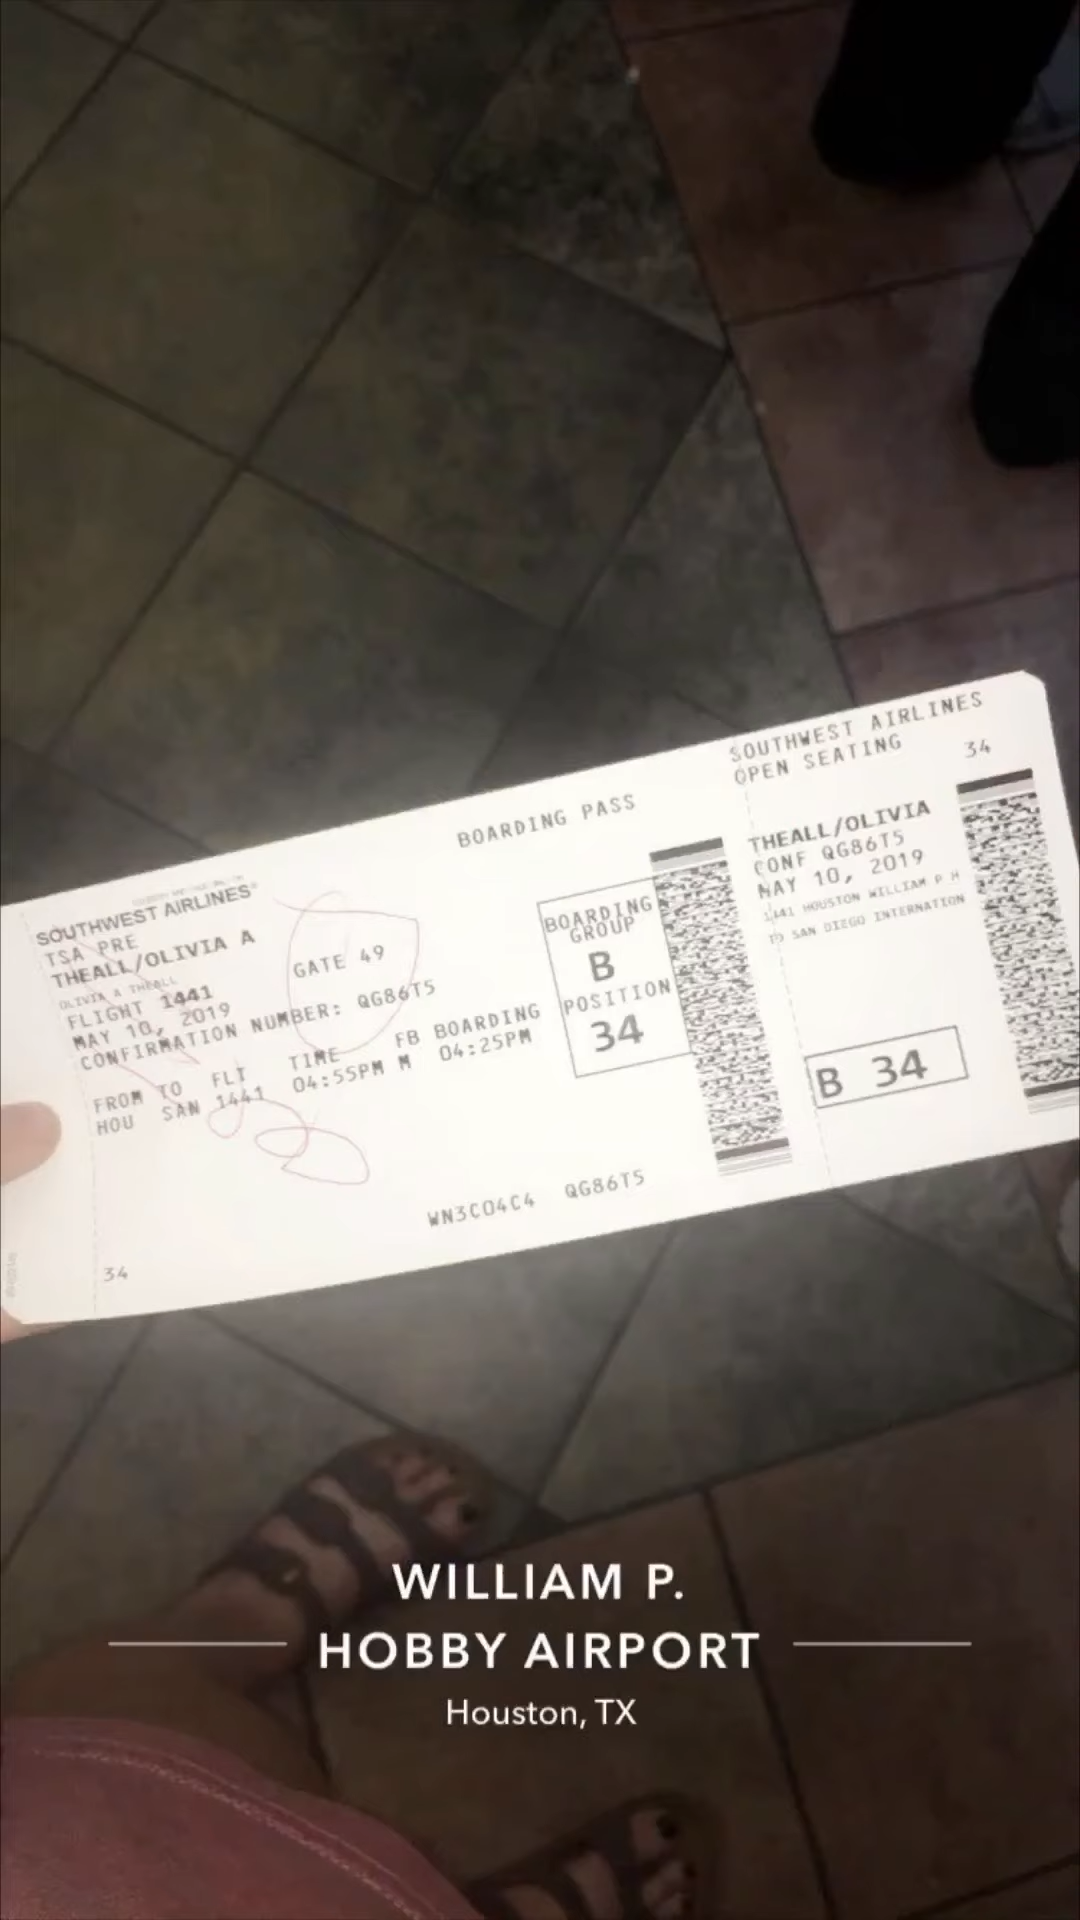 BOARDING PASS
SOUTHWEST AIRLINES
TSA PRE
THEALL/OLIVIA A
OLIVIA A THEALL
FLIGHT 1441
MAY 10, 2019
GATE 49
CONFIRMATION NUMBER: QG86T5
FROM TO FLT TIME FB BOARDING
HOU SAN 1441 04:55PM M 04:25PM
BOARDING
GROUP
B
POSITION
34
WN3CO4C4 QG86T5
34
SOUTHWEST AIRLINES
OPEN SEATING
34
THEALL/OLIVIA
CONF QG86T5
MAY 10, 2019
1441 HOUSTON WILLIAM P H
TO SAN DIEGO INTERNATION
B 34
WILLIAM P.
HOBBY AIRPORT
Houston, TX